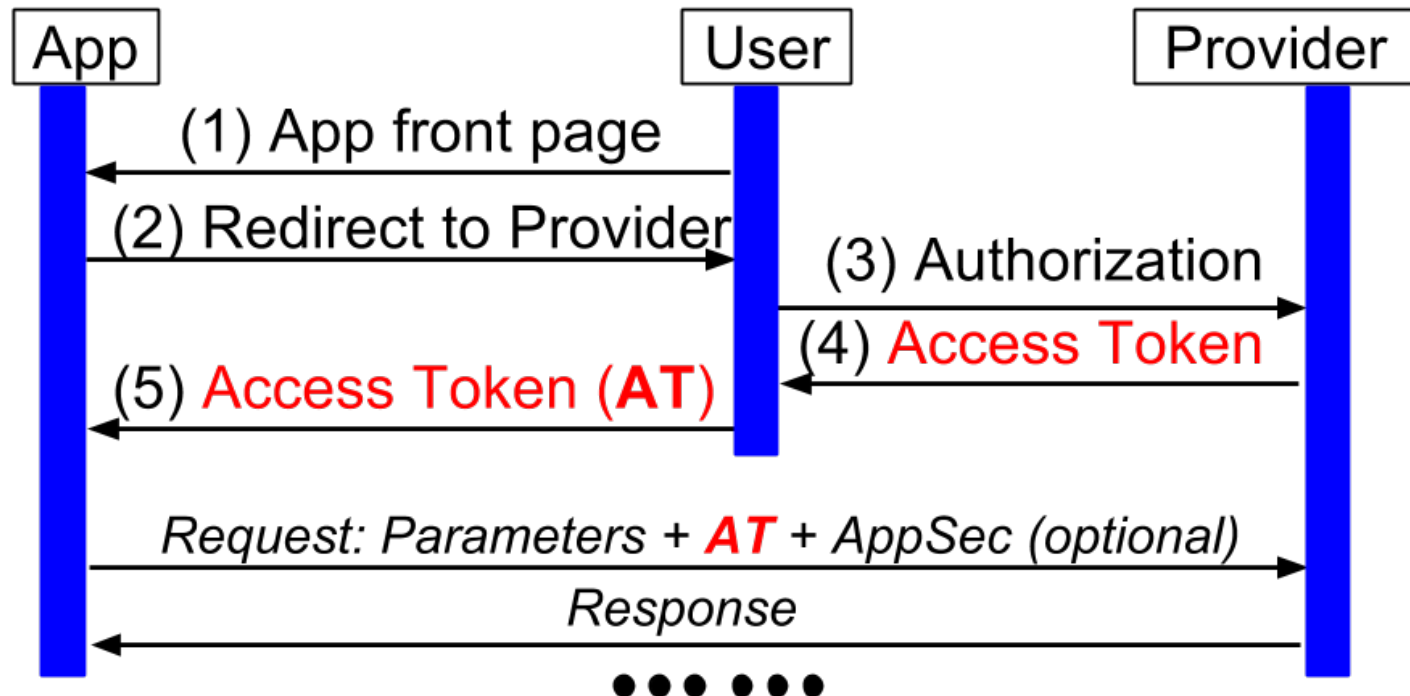 App
User
Provider
(1) App front page
(2) Redirect to Provider
(3) Authorization
(4) Access Token
(5) Access Token (AT)
Request: Parameters + AT + AppSec (optional)
Response